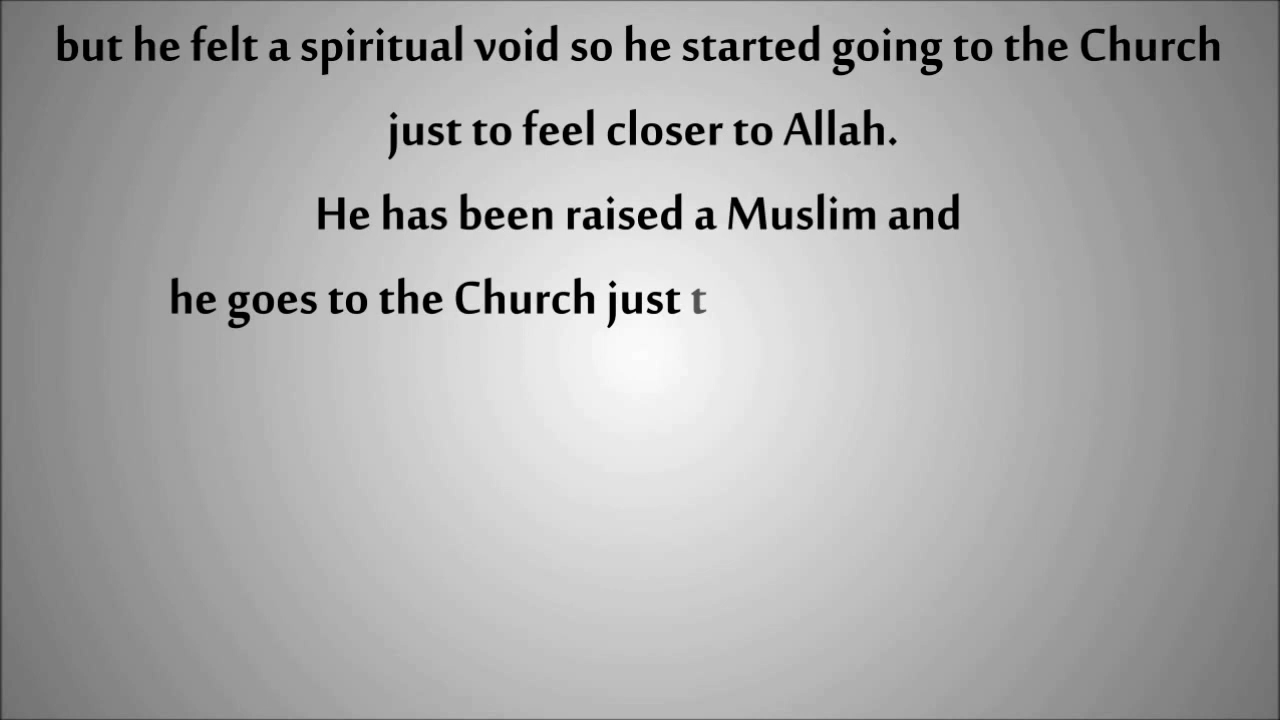 but he felt a spiritual void so he started going to the Church
just to feel closer to Allah.
He has been raised a Muslim and
he goes to the Church just t